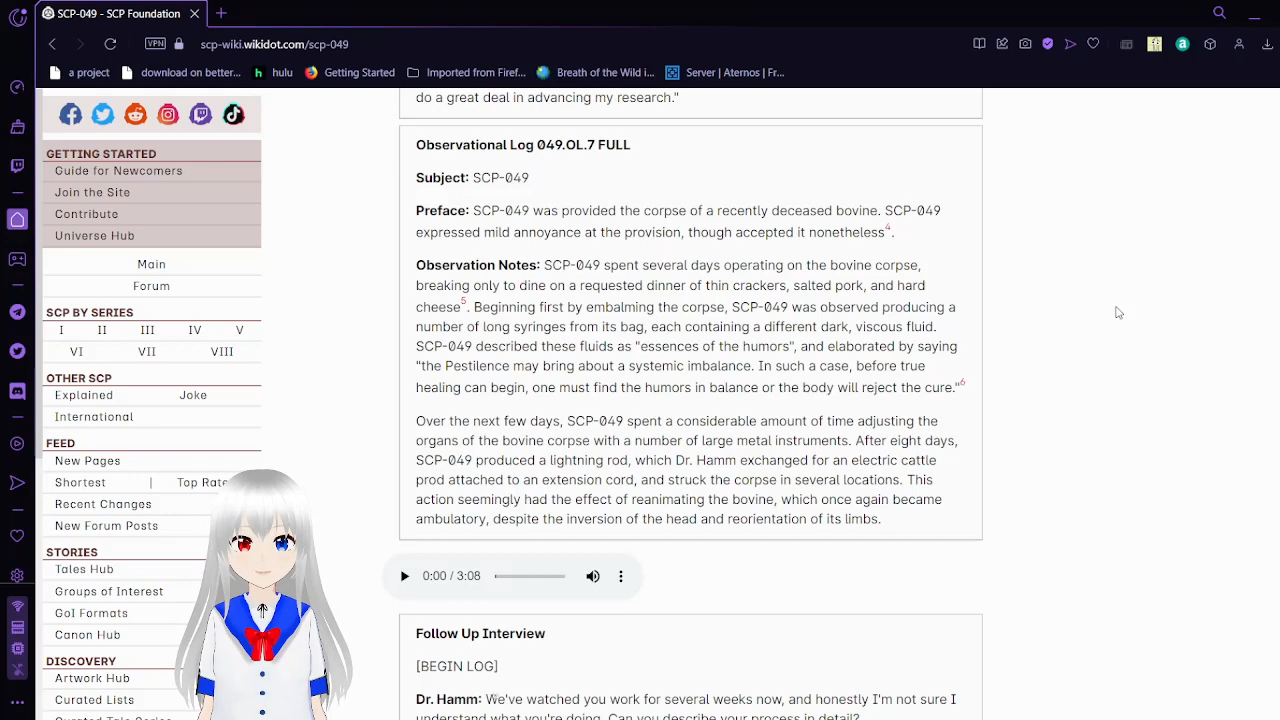 SCP-049 - SCP Foundation
VPN
scp-wiki.wikidot.com/scp-049
a project
download on better...
hulu
Getting Started
Imported from Firef...
Breath of the Wild i...
Server | Aternos | Fr...
GETTING STARTED
Guide for Newcomers
Join the Site
Contribute
Universe Hub
Main
Forum
SCP BY SERIES
I II III IV V
VI VII VIII
OTHER SCP
Explained Joke
International
FEED
New Pages
Shortest | Top Rate
Recent Changes
New Forum Posts
STORIES
Tales Hub
Groups of Interest
GoI Formats
Canon Hub
DISCOVERY
Artwork Hub
Curated Lists
do a great deal in advancing my research."
Observational Log 049.OL.7 FULL
Subject: SCP-049
Preface: SCP-049 was provided the corpse of a recently deceased bovine. SCP-049
expressed mild annoyance at the provision, though accepted it nonetheless4.
Observation Notes: SCP-049 spent several days operating on the bovine corpse,
breaking only to dine on a requested dinner of thin crackers, salted pork, and hard
cheese5. Beginning first by embalming the corpse, SCP-049 was observed producing a
number of long syringes from its bag, each containing a different dark, viscous fluid.
SCP-049 described these fluids as "essences of the humors", and elaborated by saying
"the Pestilence may bring about a systemic imbalance. In such a case, before true
healing can begin, one must find the humors in balance or the body will reject the cure."6
Over the next few days, SCP-049 spent a considerable amount of time adjusting the
organs of the bovine corpse with a number of large metal instruments. After eight days,
SCP-049 produced a lightning rod, which Dr. Hamm exchanged for an electric cattle
prod attached to an extension cord, and struck the corpse in several locations. This
action seemingly had the effect of reanimating the bovine, which once again became
ambulatory, despite the inversion of the head and reorientation of its limbs.
0:00 / 3:08
Follow Up Interview
[BEGIN LOG]
Dr. Hamm: We've watched you work for several weeks now, and honestly I'm not sure I
understand what you're doing. Can you describe your process in detail?